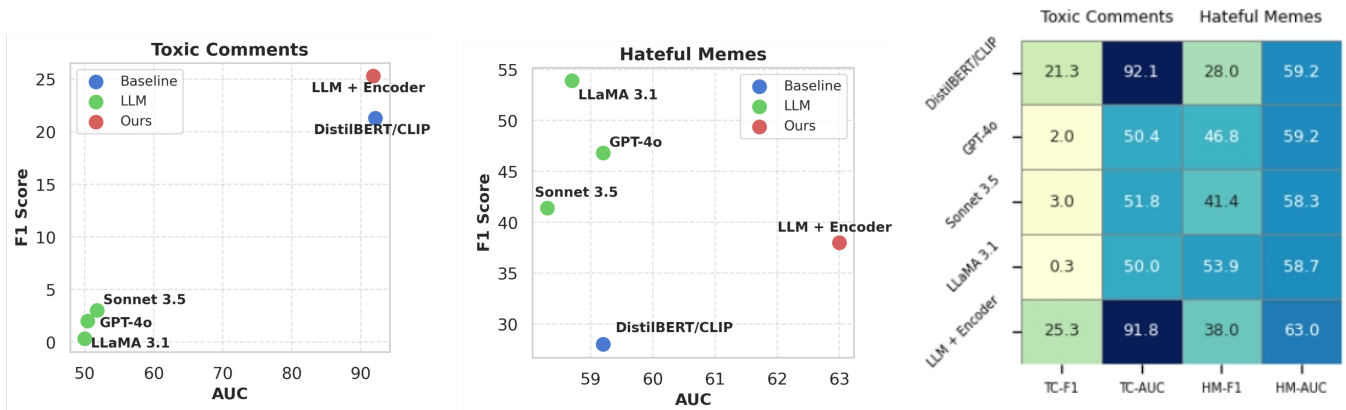 Toxic Comments
Baseline
LLM
Ours
LLM + Encoder
DistilBERT/CLIP
Sonnet 3.5
GPT-4o
LLaMA 3.1
25
20
15
10
5
0
F1 Score
50
60
70
80
90
AUC
Hateful Memes
Baseline
LLM
Ours
LLaMA 3.1
GPT-4o
Sonnet 3.5
LLM + Encoder
DistilBERT/CLIP
55
50
45
40
35
30
F1 Score
59
60
61
62
63
AUC
Toxic Comments Hateful Memes
DistilBERT/CLIP 21.3 92.1 28.0 59.2
GPT-4o 2.0 50.4 46.8 59.2
Sonnet 3.5 3.0 51.8 41.4 58.3
LLaMA 3.1 0.3 50.0 53.9 58.7
LLM + Encoder 25.3 91.8 38.0 63.0
TC-F1 TC-AUC HM-F1 HM-AUC